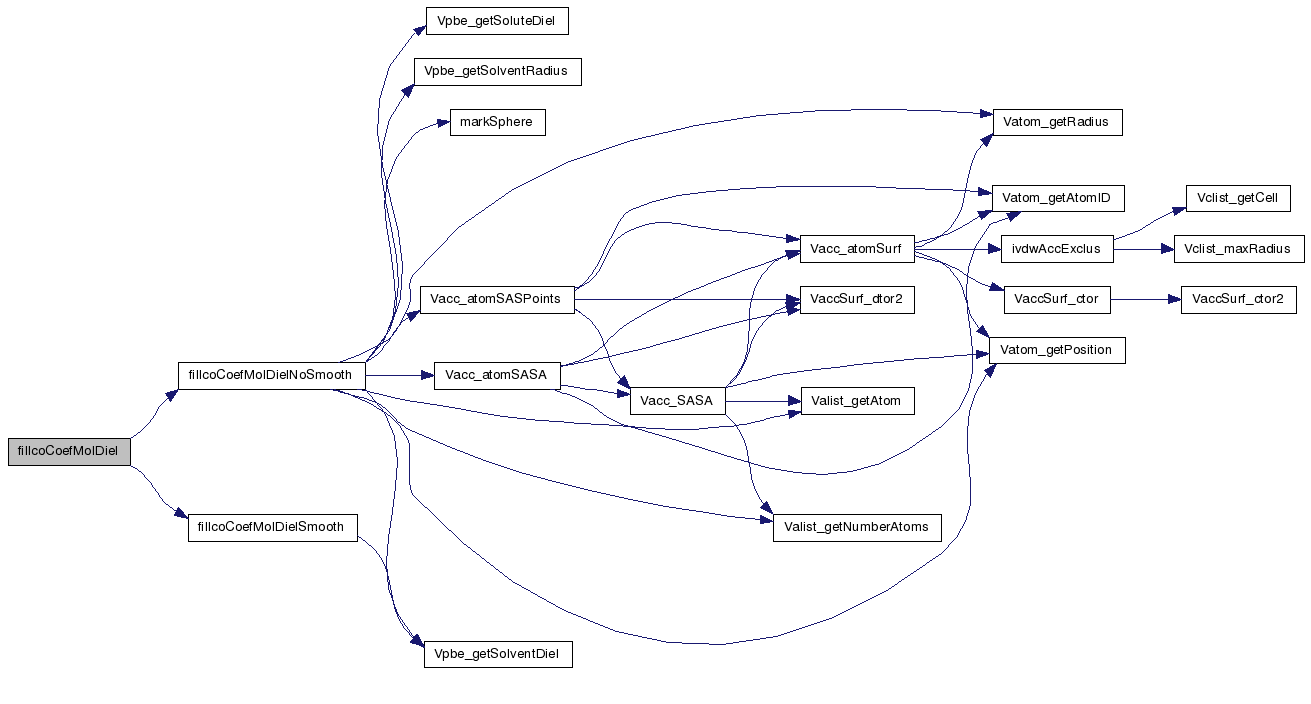 Vpbe_getSoluteDiel
Vpbe_getSolventRadius
markSphere
Vatom_getRadius
Vatom_getAtomID
Vclist_getCell
Vacc_atomSurf
ivdwAccExclus
Vclist_maxRadius
Vacc_atomSASPoints
VaccSurf_dtor2
VaccSurf_ctor
VaccSurf_ctor2
Vatom_getPosition
fillcoCoefMolDielNoSmooth
Vacc_atomSASA
Vacc_SASA
Valist_getAtom
fillcoCoefMolDiel
fillcoCoefMolDielSmooth
Valist_getNumberAtoms
Vpbe_getSolventDiel